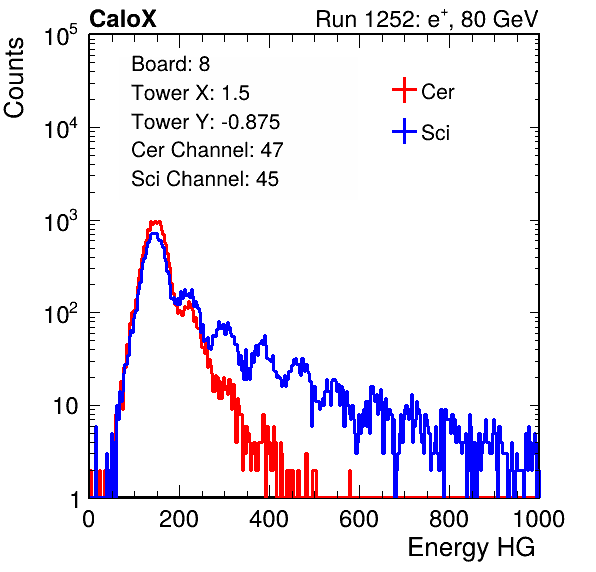 CaloX Run 1252: e⁺, 80 GeV
Counts
10⁵
10⁴
10³
10²
10
1
Board: 8
Tower X: 1.5
Tower Y: -0.875
Cer Channel: 47
Sci Channel: 45
Cer
Sci
0 200 400 600 800 1000
Energy HG